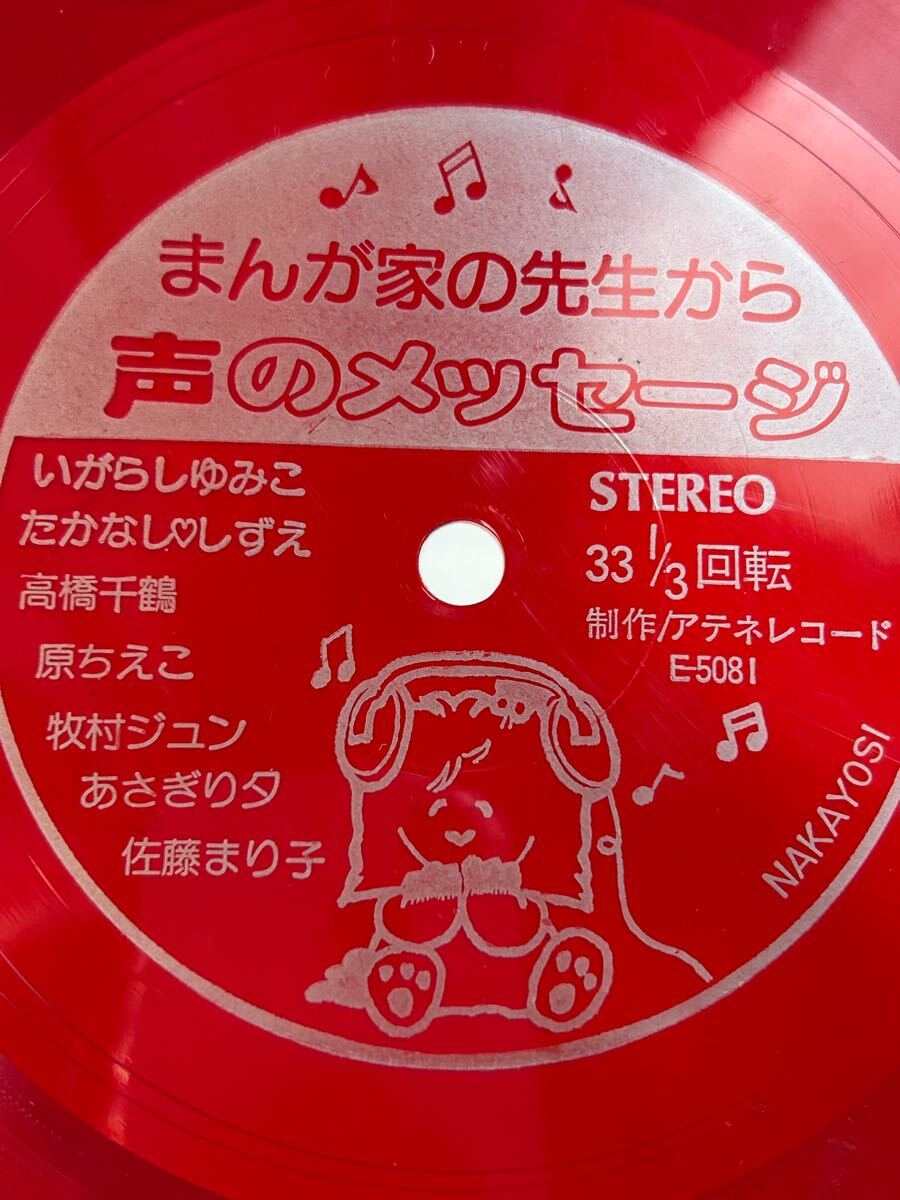 まんが家の先生から
声のメッセージ
いがらしゆみこ
たかなし♡しずえ
高橋千鶴
原ちえこ
牧村ジュン
あさぎり夕
佐藤まり子
STEREO
33 1/3 回転
制作/アテネレコード
E-5081
NAKAYOSI